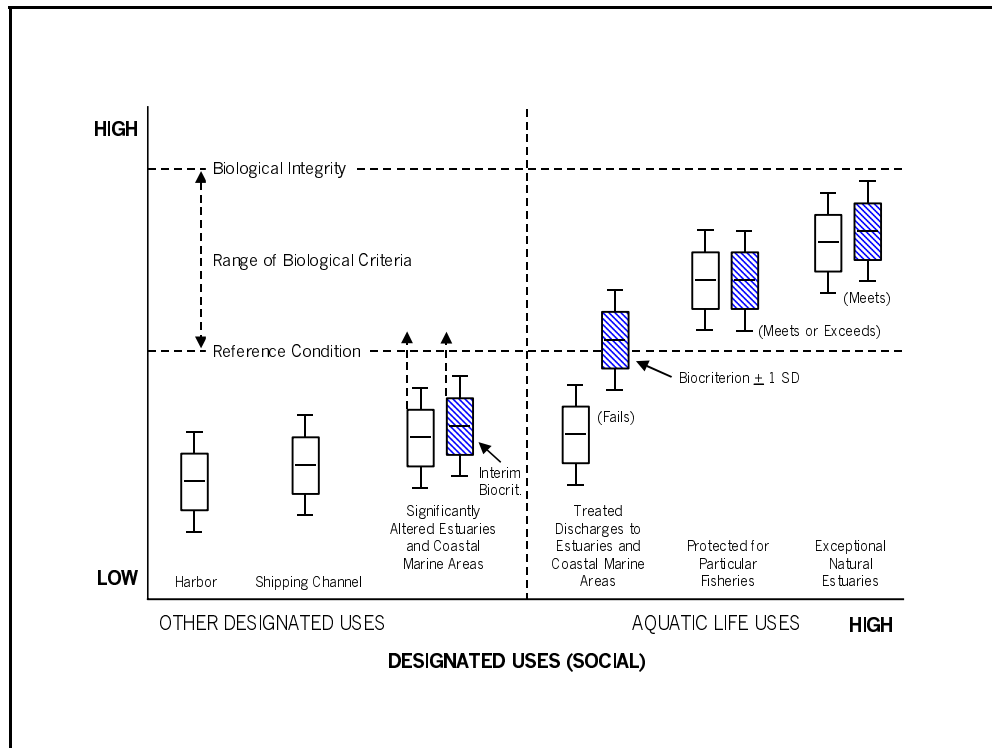 HIGH
Biological Integrity
Range of Biological Criteria
(Meets)
(Meets or Exceeds)
Reference Condition
Biocriterion ± 1 SD
(Fails)
Interim
Biocrit.
Significantly
Altered Estuaries
and Coastal
Marine Areas
Treated
Discharges to
Estuaries and
Coastal Marine
Areas
Protected for
Particular
Fisheries
Exceptional
Natural
Estuaries
LOW
Harbor
Shipping Channel
OTHER DESIGNATED USES
AQUATIC LIFE USES
HIGH
DESIGNATED USES (SOCIAL)